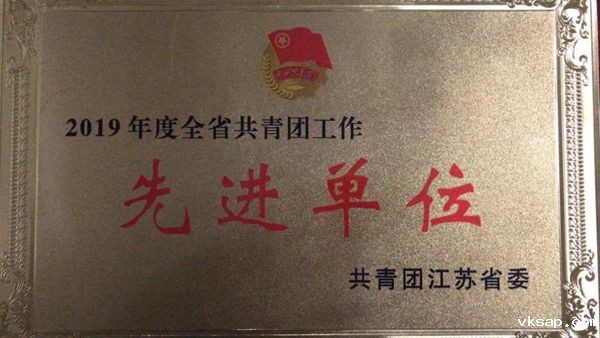 2019年度全省共青团工作
先进单位
共青团江苏省委
vksap.com